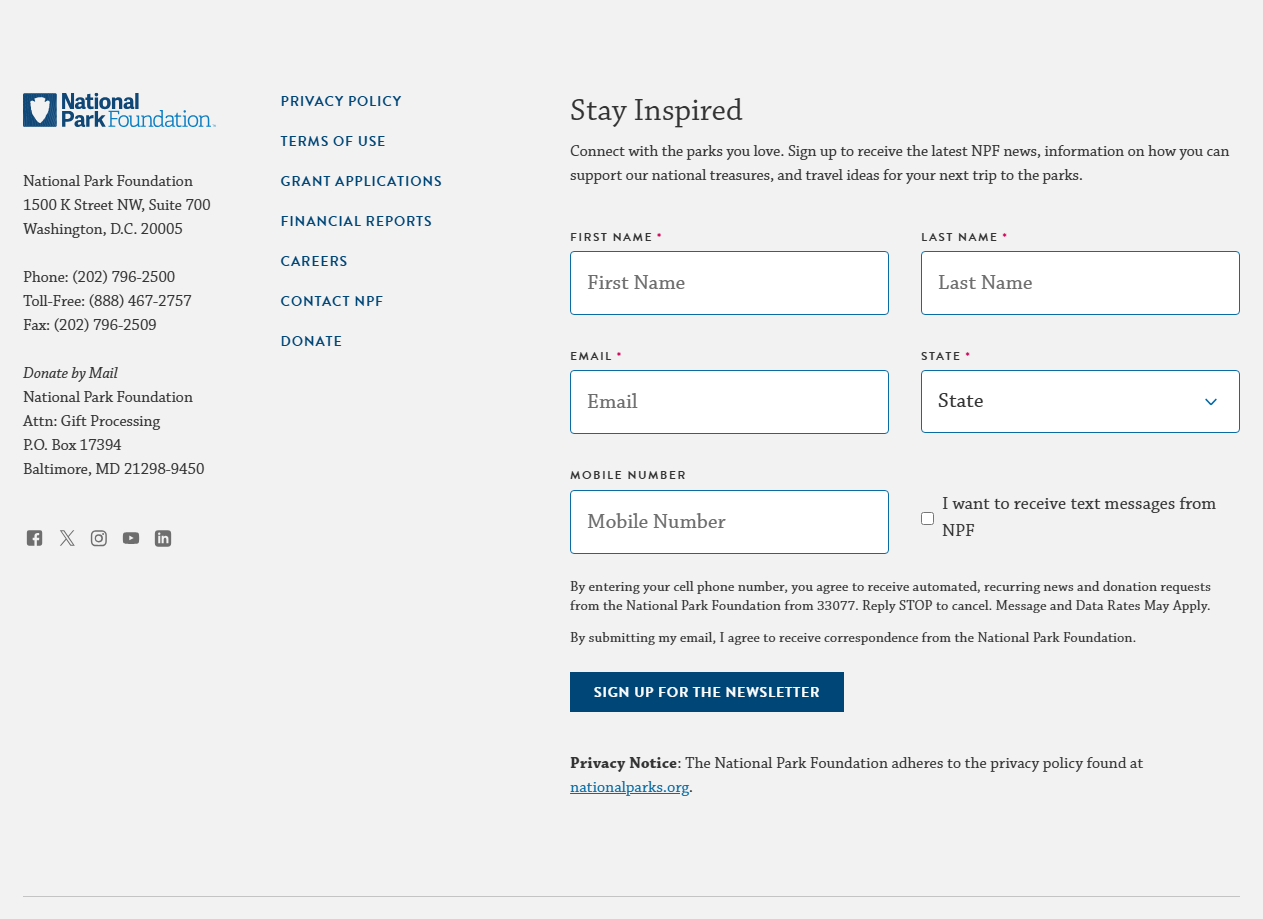 National
Park Foundation
National Park Foundation
1500 K Street NW, Suite 700
Washington, D.C. 20005
Phone: (202) 796-2500
Toll-Free: (888) 467-2757
Fax: (202) 796-2509
Donate by Mail
National Park Foundation
Attn: Gift Processing
P.O. Box 17394
Baltimore, MD 21298-9450
PRIVACY POLICY
TERMS OF USE
GRANT APPLICATIONS
FINANCIAL REPORTS
CAREERS
CONTACT NPF
DONATE
Stay Inspired
Connect with the parks you love. Sign up to receive the latest NPF news, information on how you can
support our national treasures, and travel ideas for your next trip to the parks.
FIRST NAME *
First Name
LAST NAME *
Last Name
EMAIL *
Email
STATE *
State
MOBILE NUMBER
Mobile Number
I want to receive text messages from
NPF
By entering your cell phone number, you agree to receive automated, recurring news and donation requests
from the National Park Foundation from 33077. Reply STOP to cancel. Message and Data Rates May Apply.
By submitting my email, I agree to receive correspondence from the National Park Foundation.
SIGN UP FOR THE NEWSLETTER
Privacy Notice: The National Park Foundation adheres to the privacy policy found at
nationalparks.org.